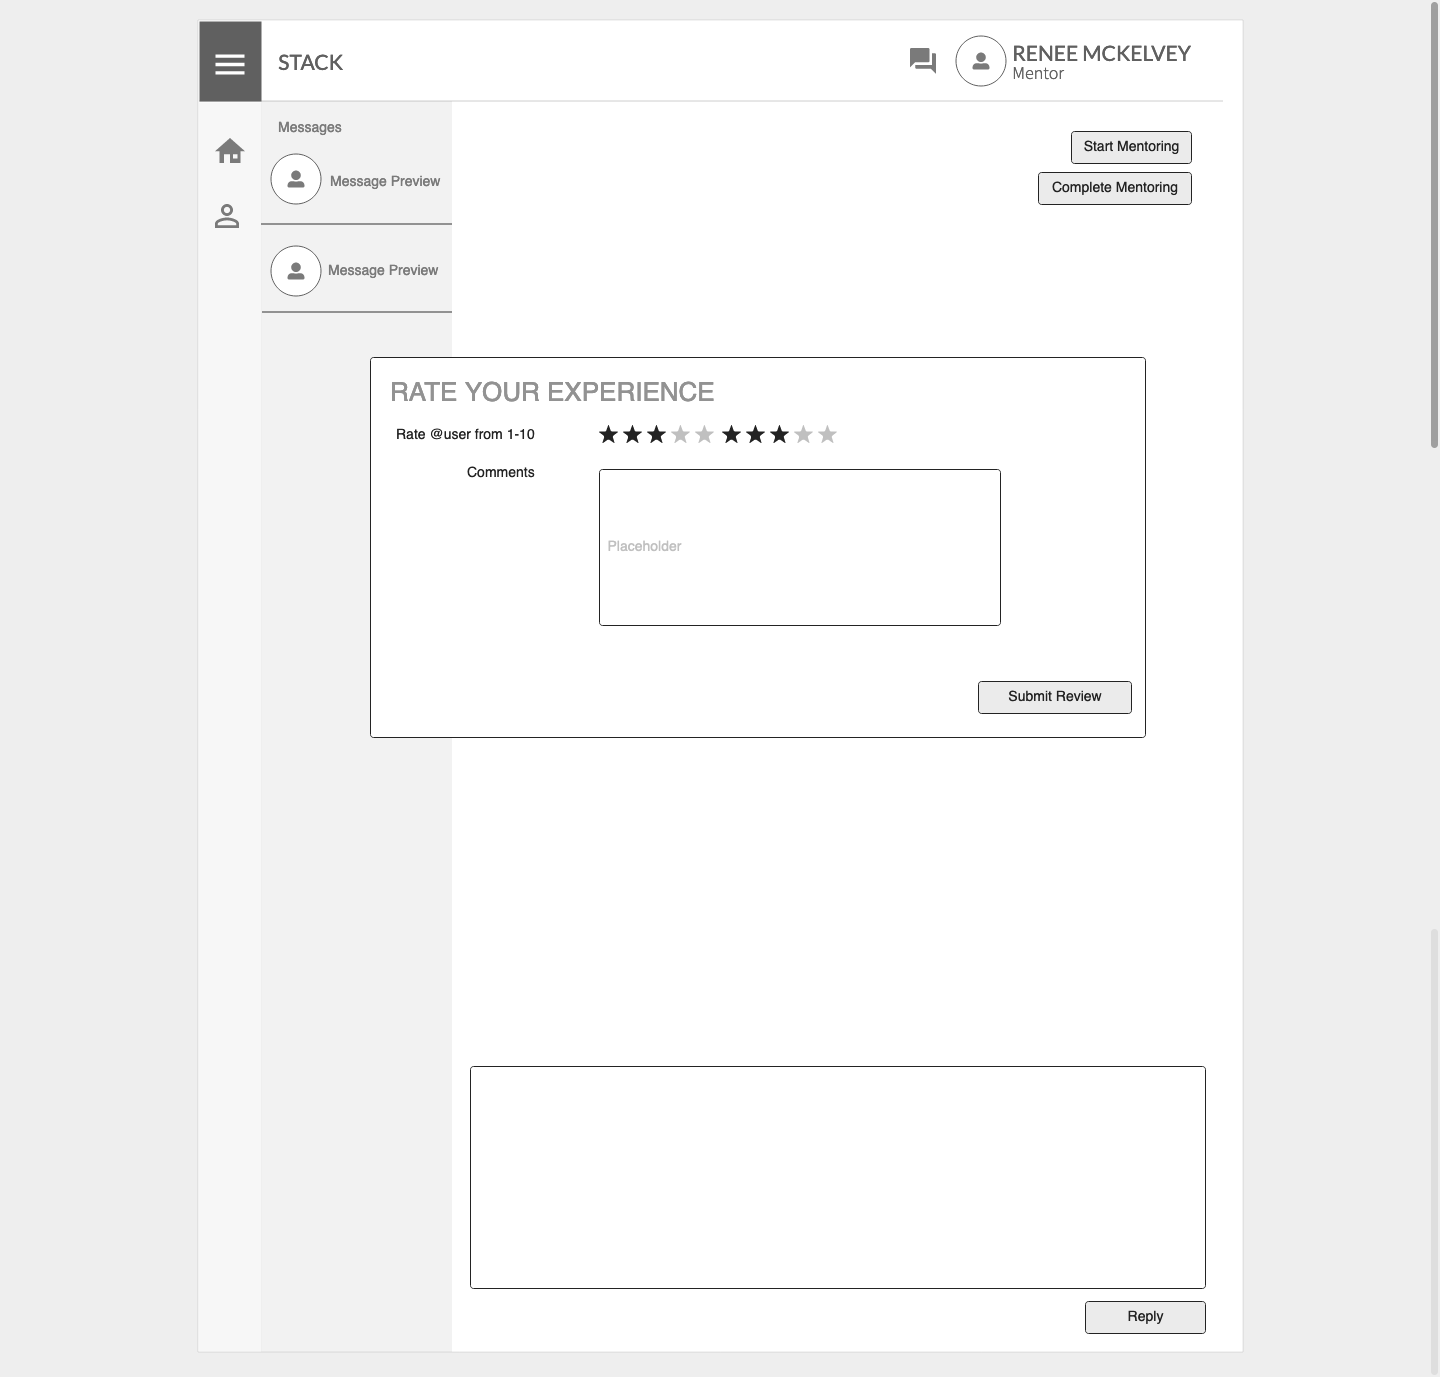 STACK
RENEE MCKELVEY
Mentor
Messages
Message Preview
Message Preview
Start Mentoring
Complete Mentoring
RATE YOUR EXPERIENCE
Rate @user from 1-10
Comments
Placeholder
Submit Review
Reply